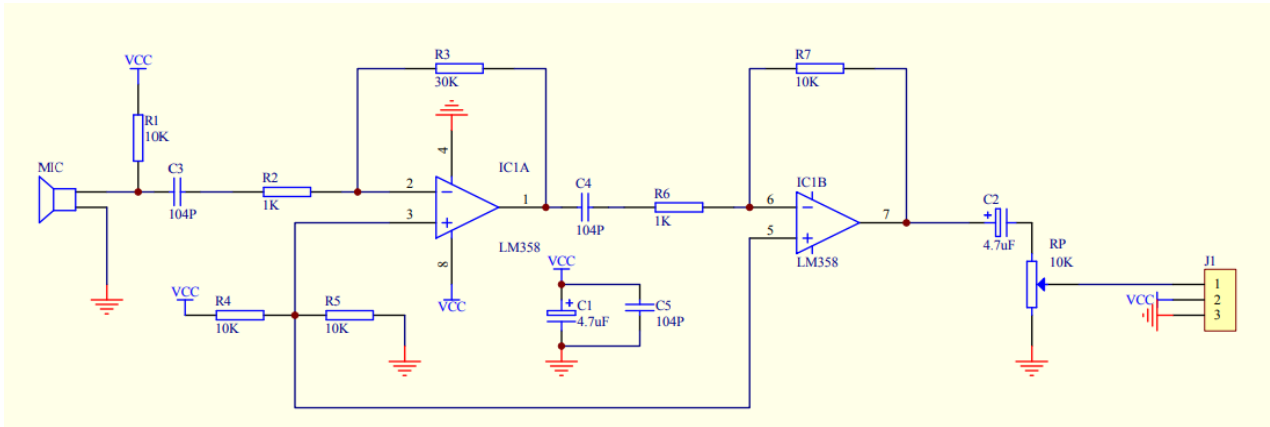 VCC
R1
10K
MIC
C3
104P
R2
1K
R3
30K
4
IC1A
2
3
1
LM358
8
VCC
VCC
R4
10K
R5
10K
VCC
C1
4.7uF
C5
104P
C4
104P
R6
1K
R7
10K
IC1B
6
5
7
LM358
C2
4.7uF
RP
10K
J1
1
VCC 2
3